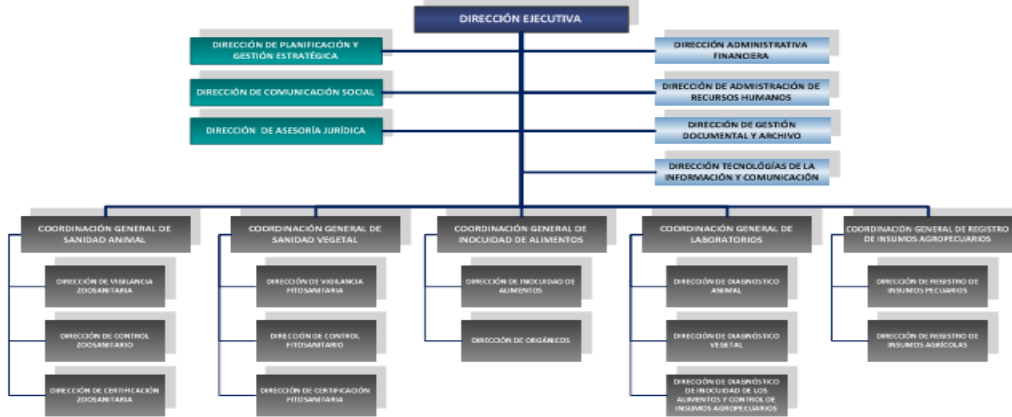 DIRECCIÓN EJECUTIVA
DIRECCIÓN DE PLANIFICACIÓN Y
GESTIÓN ESTRATÉGICA
DIRECCIÓN DE COMUNICACIÓN SOCIAL
DIRECCIÓN DE ASESORÍA JURÍDICA
DIRECCIÓN ADMINISTRATIVA
FINANCIERA
DIRECCIÓN DE ADMISTRACIÓN DE
RECURSOS HUMANOS
DIRECCIÓN DE GESTIÓN
DOCUMENTAL Y ARCHIVO
DIRECCIÓN TECNOLÓGÍAS DE LA
INFORMACIÓN Y COMUNICACIÓN
COORDINACIÓN GENERAL DE
SANIDAD ANIMAL
DIRECCIÓN DE VIGILANCIA
ZOOSANITARIA
DIRECCIÓN DE CONTROL
ZOOSANITARIO
DIRECCIÓN DE CERTIFICACIÓN
ZOOSANITARIA
COORDINACIÓN GENERAL DE
SANIDAD VEGETAL
DIRECCIÓN DE VIGILANCIA
FITOSANITARIA
DIRECCIÓN DE CONTROL
FITOSANITARIO
DIRECCIÓN DE CERTIFICACIÓN
FITOSANITARIA
COORDINACIÓN GENERAL DE
INOCUIDAD DE ALIMENTOS
DIRECCIÓN DE INOCUIDAD DE
ALIMENTOS
DIRECCIÓN DE ORGÁNICOS
COORDINACIÓN GENERAL DE
LABORATORIOS
DIRECCIÓN DE DIAGNOSTICO
ANIMAL
DIRECCIÓN DE DIAGNÓSTICO
VEGETAL
DIRECCIÓN DE DIAGNÓSTICO
DE INOCUIDAD DE LOS
ALIMENTOS Y CONTROL DE
INSUMOS AGROPECUARIOS
COORDINACIÓN GENERAL DE REGISTRO
DE INSUMOS AGROPECUARIOS
DIRECCIÓN DE REGISTRO DE
INSUMOS PECUARIOS
DIRECCIÓN DE REGISTRO DE
INSUMOS AGRÍCOLAS